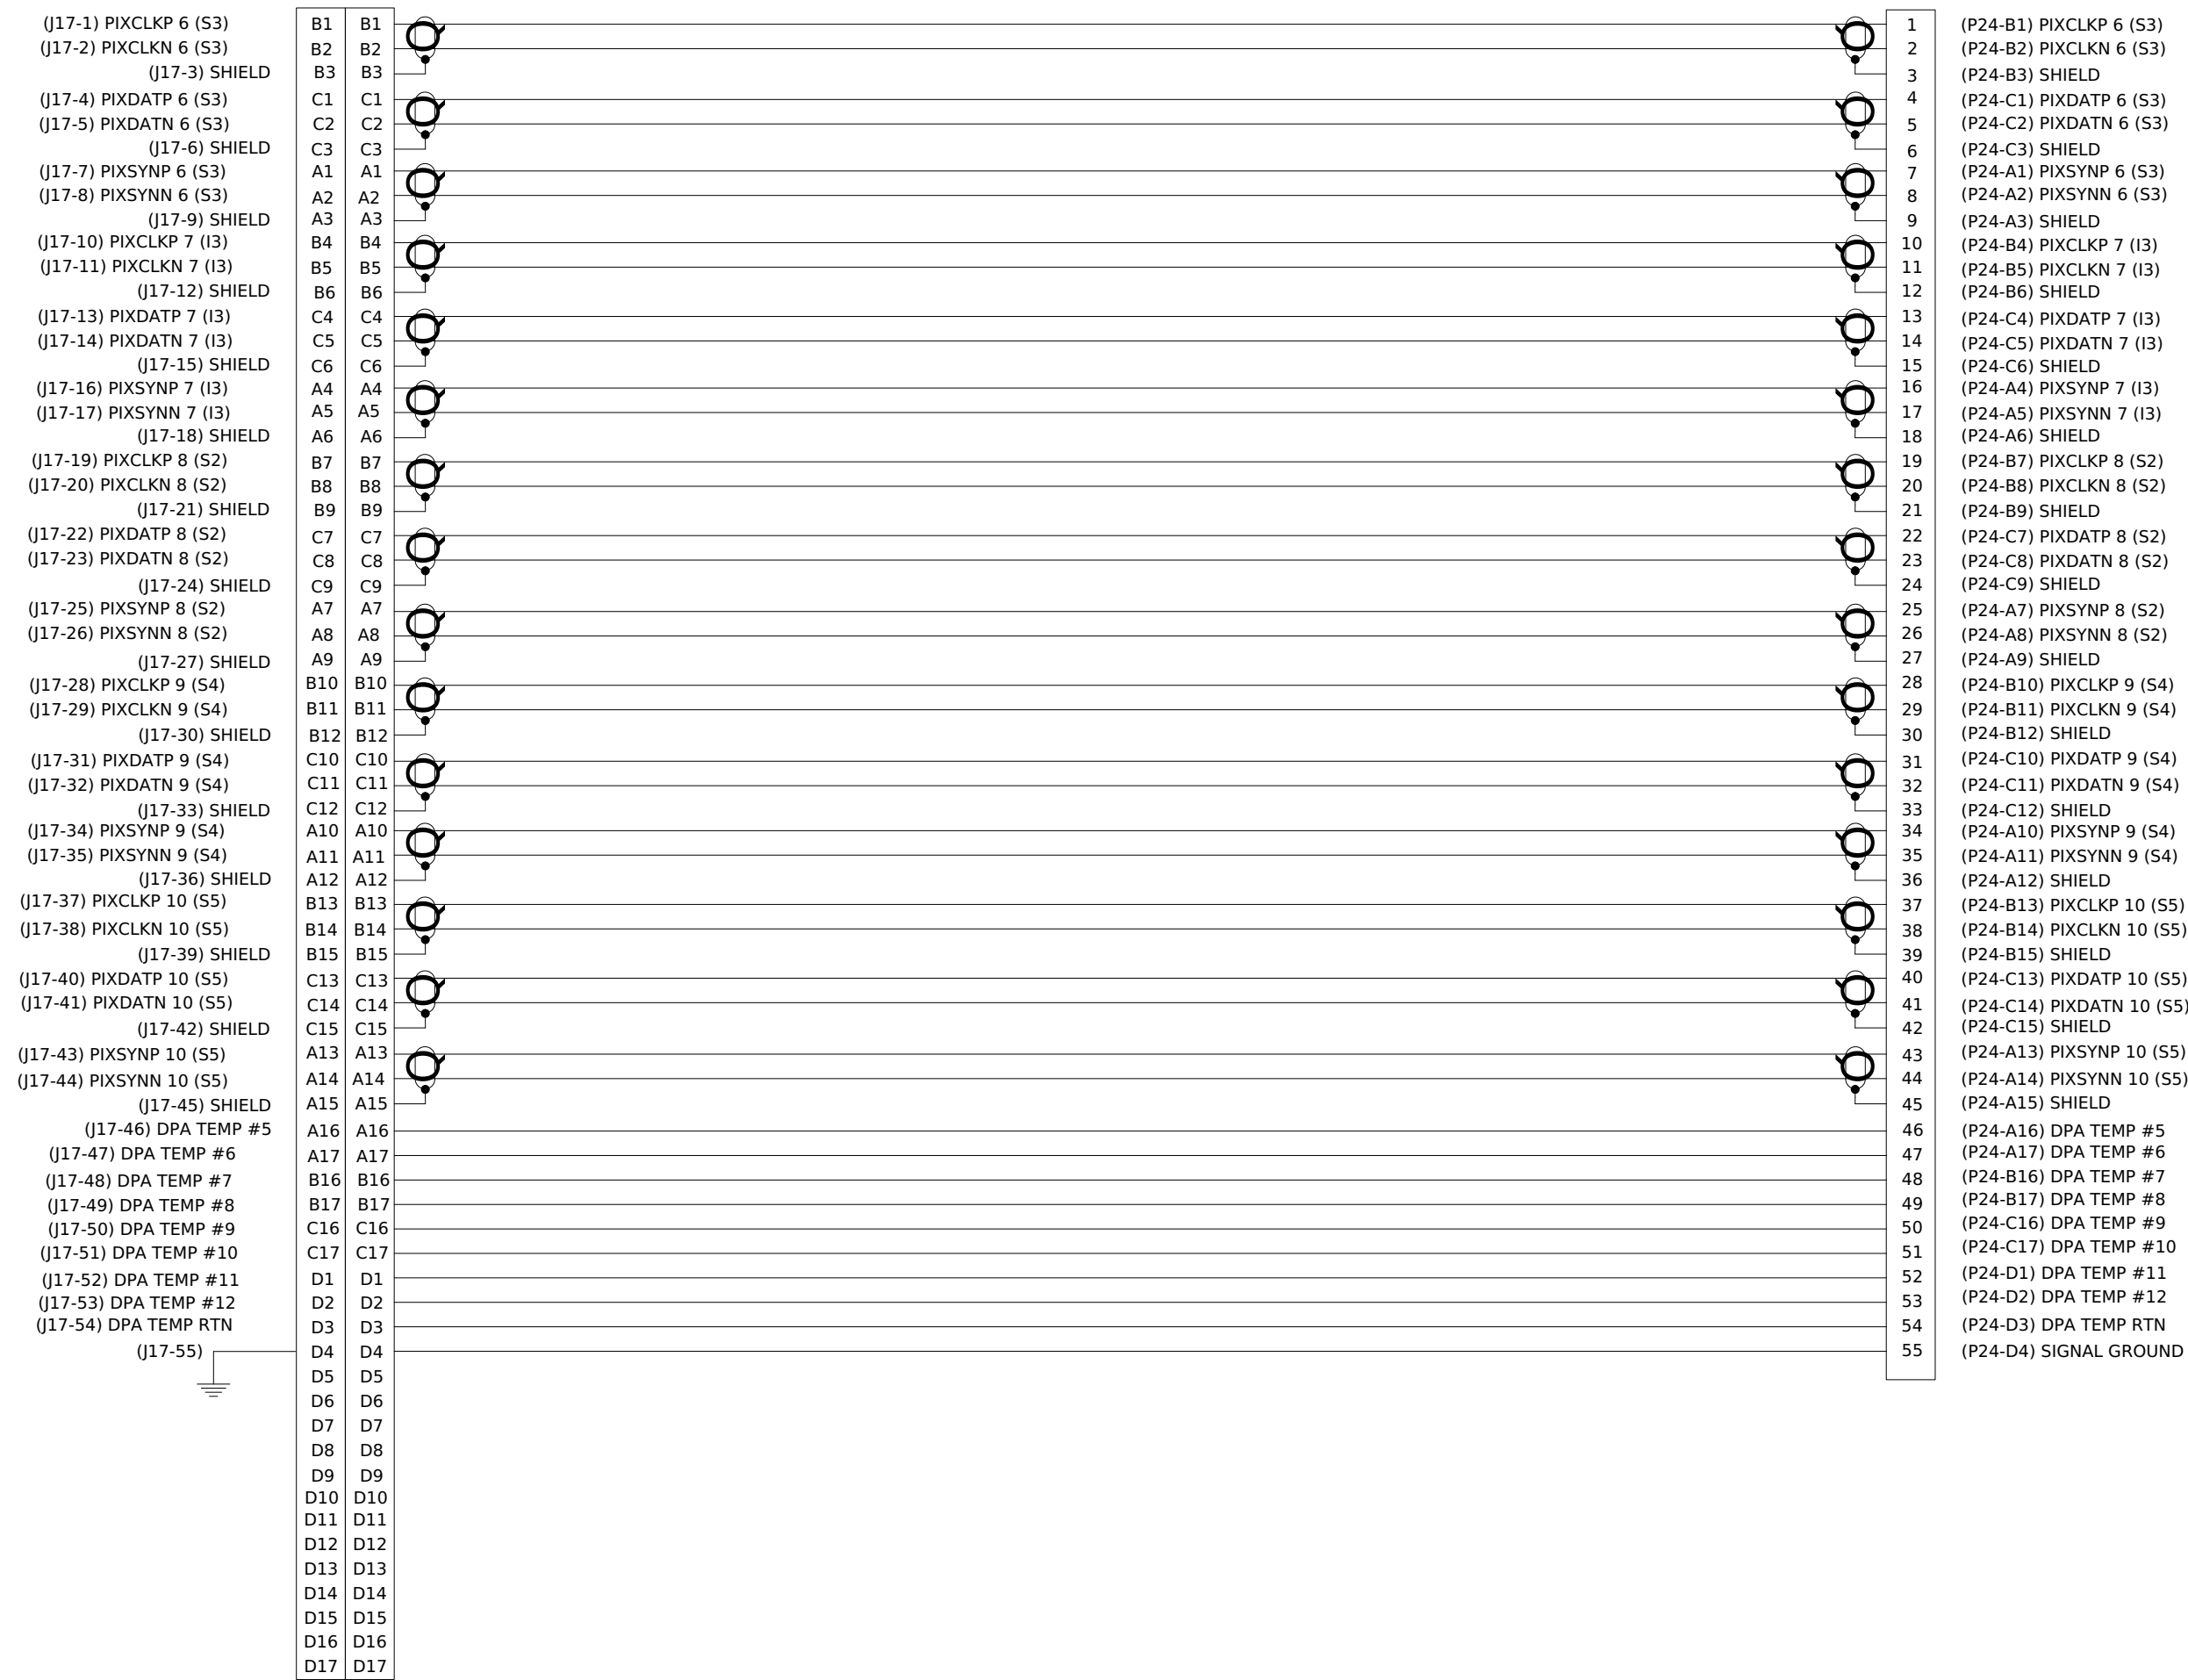 (J17-1) PIXCLKP 6 (S3) B1 B1 1 (P24-B1) PIXCLKP 6 (S3)
(J17-2) PIXCLKN 6 (S3) B2 B2 2 (P24-B2) PIXCLKN 6 (S3)
(J17-3) SHIELD B3 B3 3 (P24-B3) SHIELD
(J17-4) PIXDATP 6 (S3) C1 C1 4 (P24-C1) PIXDATP 6 (S3)
(J17-5) PIXDATN 6 (S3) C2 C2 5 (P24-C2) PIXDATN 6 (S3)
(J17-6) SHIELD C3 C3 6 (P24-C3) SHIELD
(J17-7) PIXSYNP 6 (S3) A1 A1 7 (P24-A1) PIXSYNP 6 (S3)
(J17-8) PIXSYNN 6 (S3) A2 A2 8 (P24-A2) PIXSYNN 6 (S3)
(J17-9) SHIELD A3 A3 9 (P24-A3) SHIELD
(J17-10) PIXCLKP 7 (I3) B4 B4 10 (P24-B4) PIXCLKP 7 (I3)
(J17-11) PIXCLKN 7 (I3) B5 B5 11 (P24-B5) PIXCLKN 7 (I3)
(J17-12) SHIELD B6 B6 12 (P24-B6) SHIELD
(J17-13) PIXDATP 7 (I3) C4 C4 13 (P24-C4) PIXDATP 7 (I3)
(J17-14) PIXDATN 7 (I3) C5 C5 14 (P24-C5) PIXDATN 7 (I3)
(J17-15) SHIELD C6 C6 15 (P24-C6) SHIELD
(J17-16) PIXSYNP 7 (I3) A4 A4 16 (P24-A4) PIXSYNP 7 (I3)
(J17-17) PIXSYNN 7 (I3) A5 A5 17 (P24-A5) PIXSYNN 7 (I3)
(J17-18) SHIELD A6 A6 18 (P24-A6) SHIELD
(J17-19) PIXCLKP 8 (S2) B7 B7 19 (P24-B7) PIXCLKP 8 (S2)
(J17-20) PIXCLKN 8 (S2) B8 B8 20 (P24-B8) PIXCLKN 8 (S2)
(J17-21) SHIELD B9 B9 21 (P24-B9) SHIELD
(J17-22) PIXDATP 8 (S2) C7 C7 22 (P24-C7) PIXDATP 8 (S2)
(J17-23) PIXDATN 8 (S2) C8 C8 23 (P24-C8) PIXDATN 8 (S2)
(J17-24) SHIELD C9 C9 24 (P24-C9) SHIELD
(J17-25) PIXSYNP 8 (S2) A7 A7 25 (P24-A7) PIXSYNP 8 (S2)
(J17-26) PIXSYNN 8 (S2) A8 A8 26 (P24-A8) PIXSYNN 8 (S2)
(J17-27) SHIELD A9 A9 27 (P24-A9) SHIELD
(J17-28) PIXCLKP 9 (S4) B10 B10 28 (P24-B10) PIXCLKP 9 (S4)
(J17-29) PIXCLKN 9 (S4) B11 B11 29 (P24-B11) PIXCLKN 9 (S4)
(J17-30) SHIELD B12 B12 30 (P24-B12) SHIELD
(J17-31) PIXDATP 9 (S4) C10 C10 31 (P24-C10) PIXDATP 9 (S4)
(J17-32) PIXDATN 9 (S4) C11 C11 32 (P24-C11) PIXDATN 9 (S4)
(J17-33) SHIELD C12 C12 33 (P24-C12) SHIELD
(J17-34) PIXSYNP 9 (S4) A10 A10 34 (P24-A10) PIXSYNP 9 (S4)
(J17-35) PIXSYNN 9 (S4) A11 A11 35 (P24-A11) PIXSYNN 9 (S4)
(J17-36) SHIELD A12 A12 36 (P24-A12) SHIELD
(J17-37) PIXCLKP 10 (S5) B13 B13 37 (P24-B13) PIXCLKP 10 (S5)
(J17-38) PIXCLKN 10 (S5) B14 B14 38 (P24-B14) PIXCLKN 10 (S5)
(J17-39) SHIELD B15 B15 39 (P24-B15) SHIELD
(J17-40) PIXDATP 10 (S5) C13 C13 40 (P24-C13) PIXDATP 10 (S5)
(J17-41) PIXDATN 10 (S5) C14 C14 41 (P24-C14) PIXDATN 10 (S5)
(J17-42) SHIELD C15 C15 42 (P24-C15) SHIELD
(J17-43) PIXSYNP 10 (S5) A13 A13 43 (P24-A13) PIXSYNP 10 (S5)
(J17-44) PIXSYNN 10 (S5) A14 A14 44 (P24-A14) PIXSYNN 10 (S5)
(J17-45) SHIELD A15 A15 45 (P24-A15) SHIELD
(J17-46) DPA TEMP #5 A16 A16 46 (P24-A16) DPA TEMP #5
(J17-47) DPA TEMP #6 A17 A17 47 (P24-A17) DPA TEMP #6
(J17-48) DPA TEMP #7 B16 B16 48 (P24-B16) DPA TEMP #7
(J17-49) DPA TEMP #8 B17 B17 49 (P24-B17) DPA TEMP #8
(J17-50) DPA TEMP #9 C16 C16 50 (P24-C16) DPA TEMP #9
(J17-51) DPA TEMP #10 C17 C17 51 (P24-C17) DPA TEMP #10
(J17-52) DPA TEMP #11 D1 D1 52 (P24-D1) DPA TEMP #11
(J17-53) DPA TEMP #12 D2 D2 53 (P24-D2) DPA TEMP #12
(J17-54) DPA TEMP RTN D3 D3 54 (P24-D3) DPA TEMP RTN
(J17-55) D4 D4 55 (P24-D4) SIGNAL GROUND
D5 D5
D6 D6
D7 D7
D8 D8
D9 D9
D10 D10
D11 D11
D12 D12
D13 D13
D14 D14
D15 D15
D16 D16
D17 D17